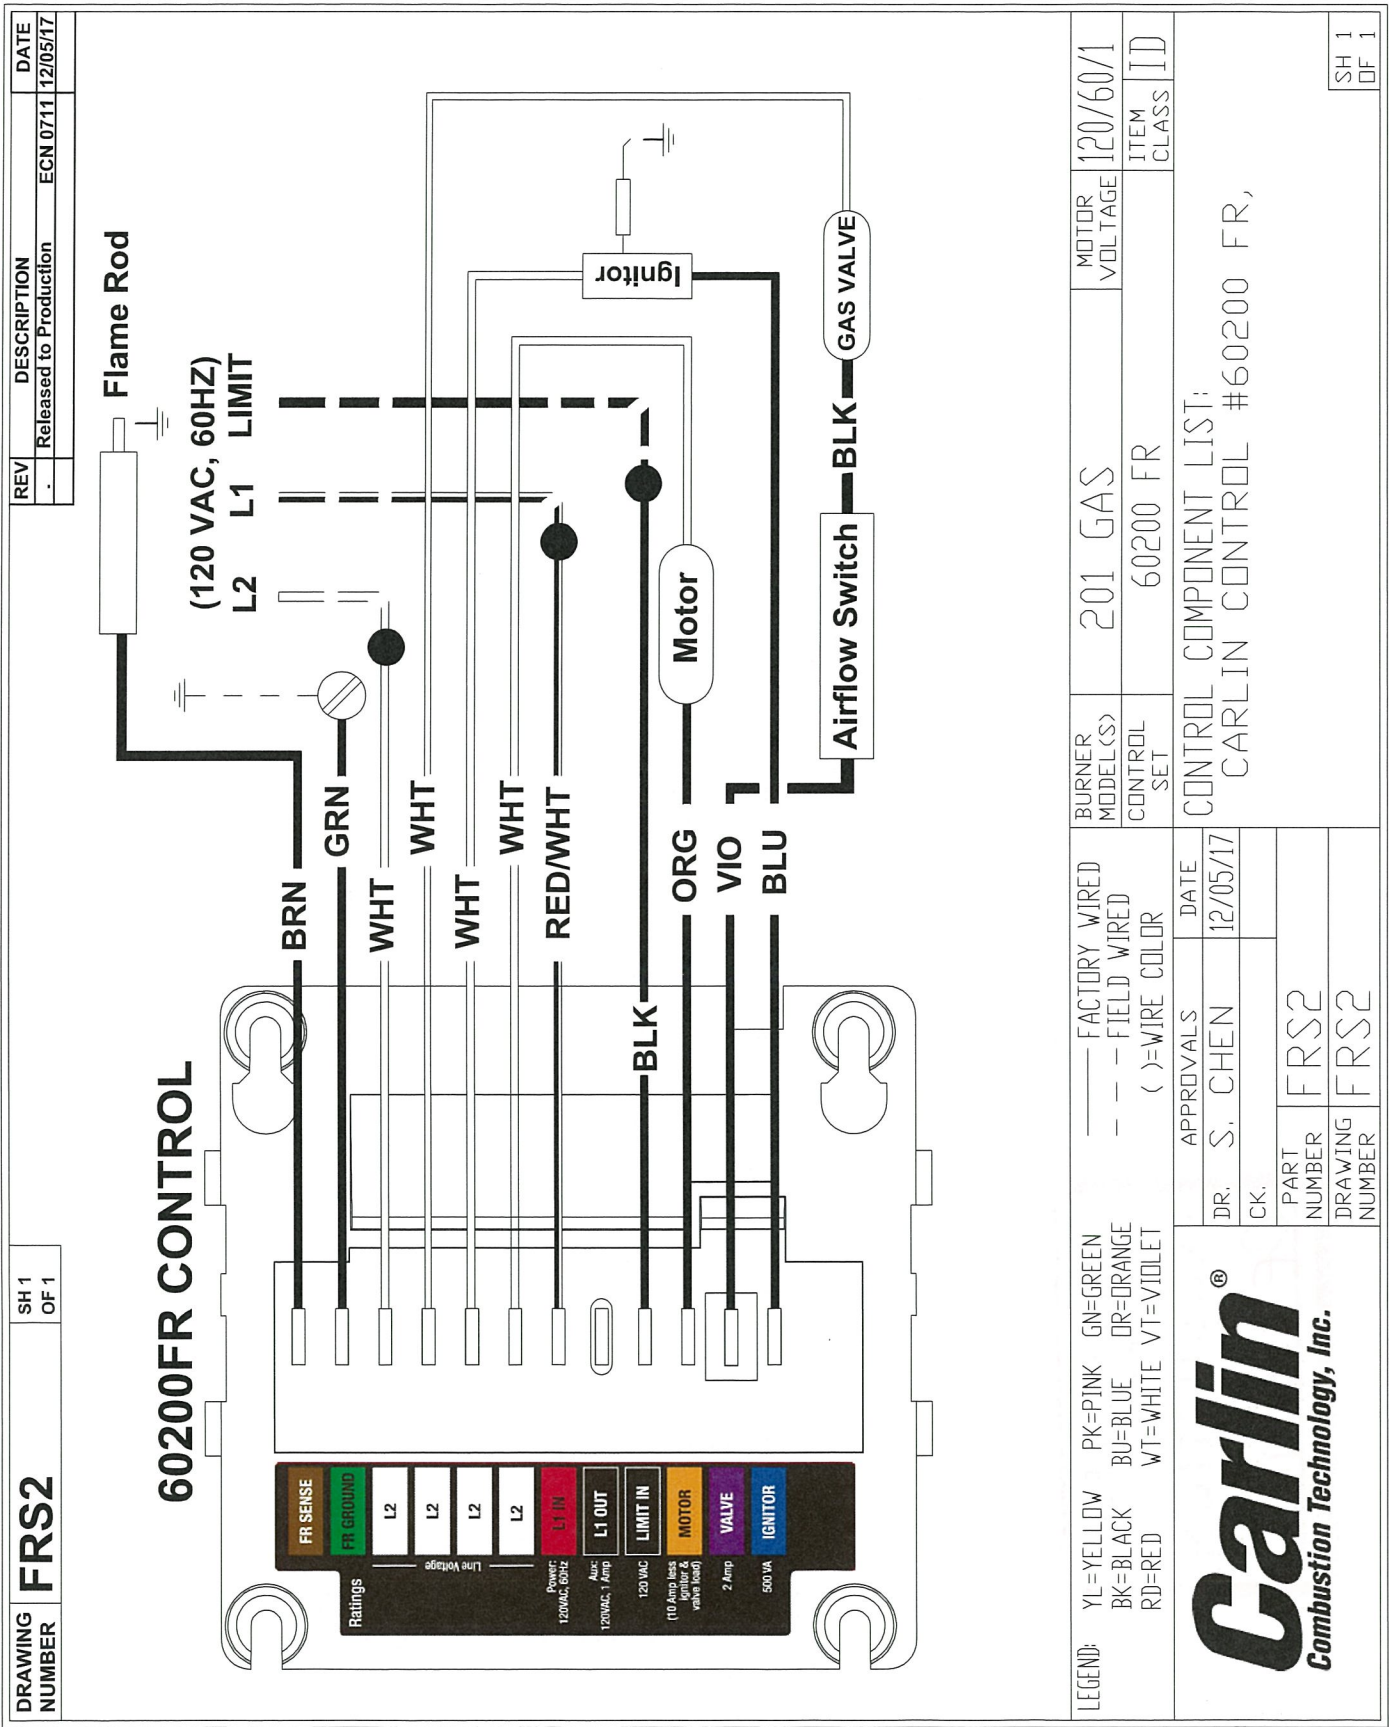 DRAWING
NUMBER
FRS2
SH 1
OF 1
REV
DESCRIPTION
DATE
-
Released to Production
ECN 0711
12/05/17
60200FR CONTROL
Flame Rod
(120 VAC, 60HZ)
L2
L1
LIMIT
BRN
GRN
WHT
WHT
WHT
WHT
RED/WHT
BLK
ORG
VIO
BLU
Motor
Ignitor
Airflow Switch
BLK
GAS VALVE
Ratings
FR SENSE
FR GROUND
Line Voltage
L2
L2
L2
L2
Power:
120VAC, 60Hz
L1 IN
Aux:
120VAC, 1 Amp
L1 OUT
120 VAC
LIMIT IN
(10 Amp less
ignitor &
valve load)
MOTOR
2 Amp
VALVE
500 VA
IGNITOR
LEGEND:
YL=YELLOW PK=PINK GN=GREEN
BK=BLACK BU=BLUE OR=ORANGE
RD=RED WT=WHITE VT=VIOLET
FACTORY WIRED
FIELD WIRED
( )=WIRE COLOR
BURNER
MODEL(S)
201 GAS
MOTOR
VOLTAGE
120/60/1
CONTROL
SET
60200 FR
ITEM
CLASS
ID
Carlin®
Combustion Technology, Inc.
APPROVALS
DATE
DR. S. CHEN
12/05/17
CK.
PART
NUMBER
FRS2
DRAWING
NUMBER
FRS2
CONTROL COMPONENT LIST:
CARLIN CONTROL #60200 FR,
SH 1
OF 1